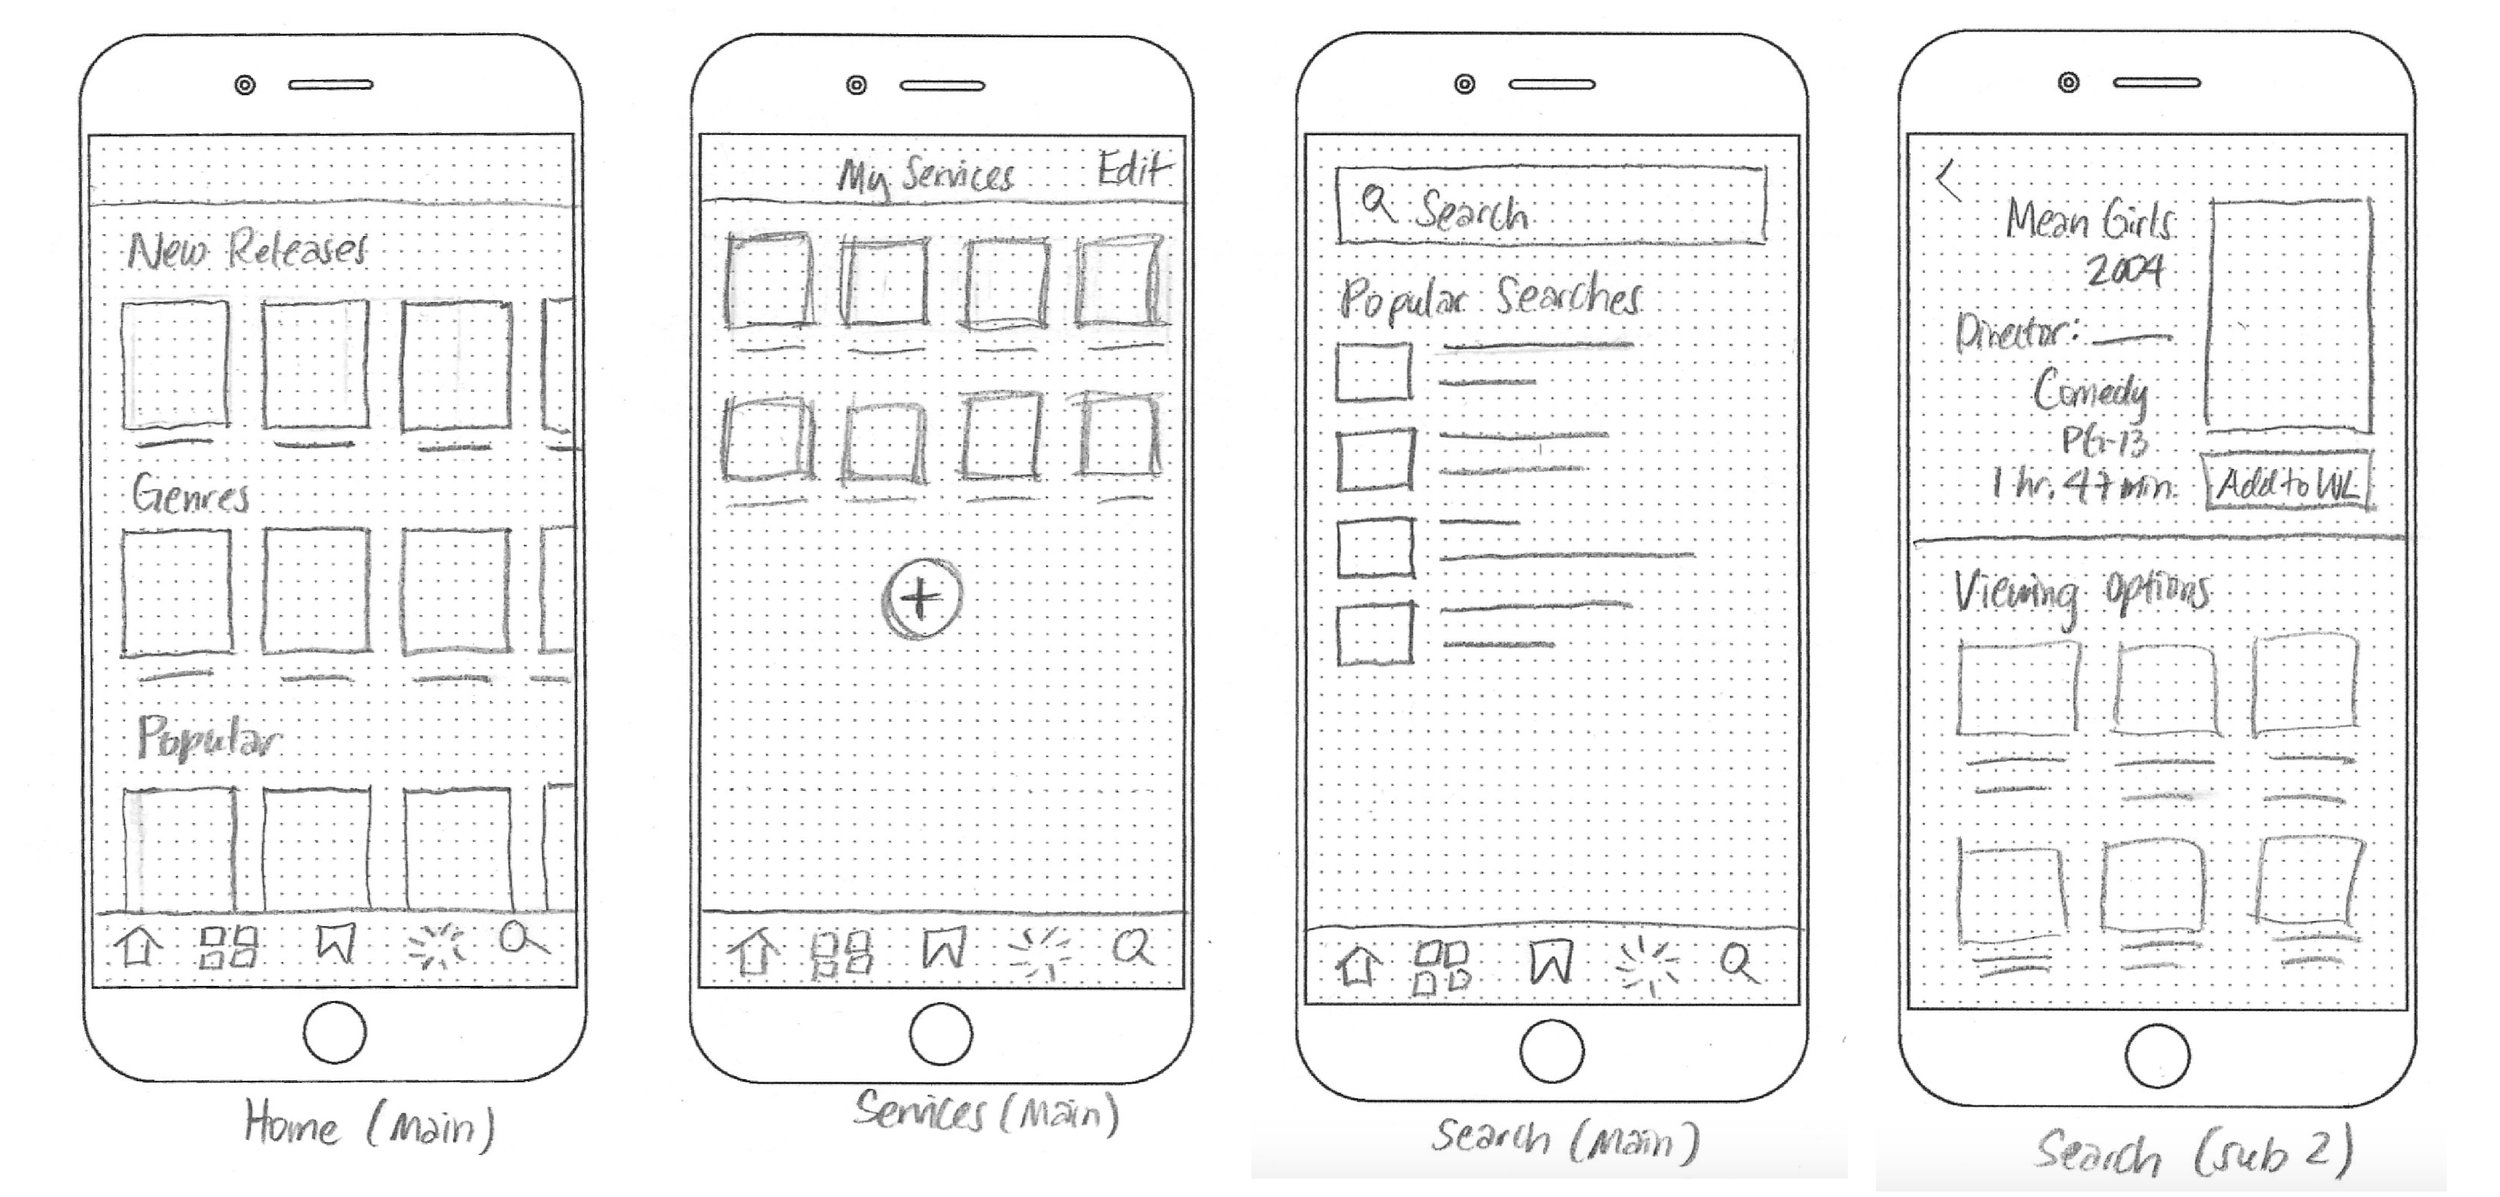 New Releases
Genres
Popular
Home (Main)
My Services
Edit
Services (Main)
Search
Popular Searches
Search (Main)
Mean Girls
2004
Director:
Comedy
PG-13
1 hr. 47 min.
Add to WL
Viewing options
Search (sub 2)